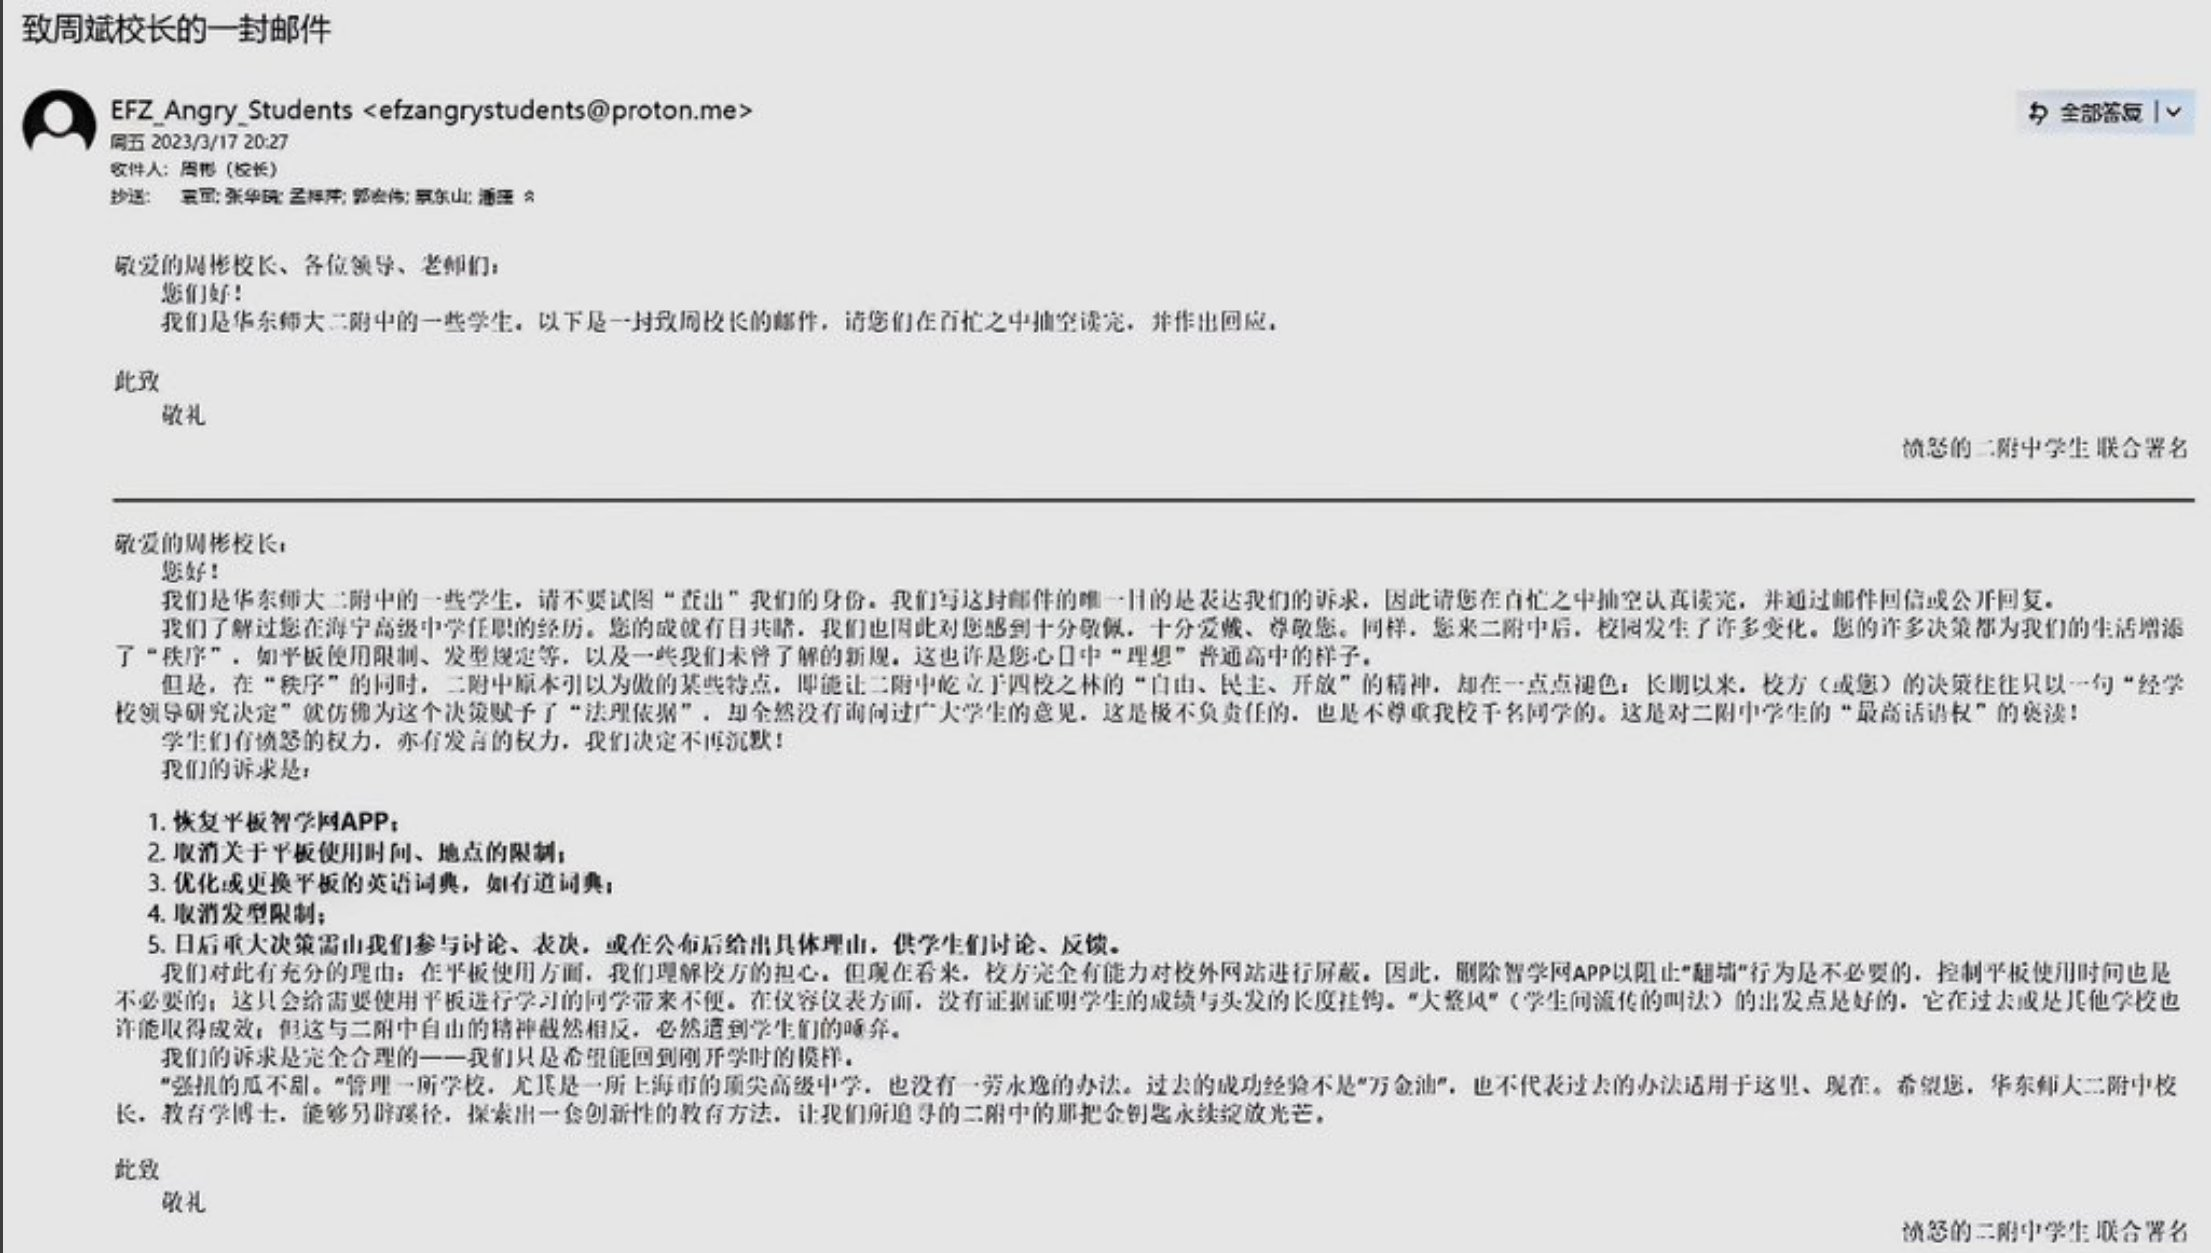 致周斌校长的一封邮件
EFZ_Angry_Students <efzangrystudents@proton.me>
全部答复
周五 2023/3/17 20:27
收件人: 周彬 (校长)
抄送: 袁军; 张华
敬爱的周彬校长、各位领导、老师们:
您们好!
我们是华东师大二附中的一些学生，以下是一封致周校长的邮件，请您们在百忙之中抽空读完，并作出回应。
此致
敬礼
愤怒的二附中学生 联合署名
敬爱的周彬校长:
您好!
我们是华东师大二附中的一些学生，请不要试图“查出”我们的身份。我们写这封邮件的唯一目的是表达我们的诉求，因此请您在百忙之中抽空认真读完，并通过邮件回信或公开回复。
我们了解过您在海宁高级中学任职的经历。您的成就有目共睹，我们也因此对您感到十分敬佩，十分爱戴、尊敬您。同样，您来二附中后，校园发生了许多变化。您的许多决策都为我们的生活增添
了“秩序”，如平板使用限制、发型规定等，以及一些我们未曾了解的新规。这也许是您心目中“理想”普通高中的样子。
但是，在“秩序”的同时，二附中原本引以为傲的某些特点，即能让二附中屹立于四校之林的“自由、民主、开放”的精神，却在一点点褪色；长期以来，校方（或您）的决策往往只以一句“经学
校领导研究决定”就仿佛为这个决策赋予了“法理依据”，却全然没有询问过广大学生的意见，这是极不负责任的，也是不尊重我校千名同学的。这是对二附中学生的“最高话语权”的亵渎!
学生们有愤怒的权力，亦有发言的权力，我们决定不再沉默!
我们的诉求是:
1. 恢复平板智学网APP;
2. 取消关于平板使用时间、地点的限制;
3. 优化或更换平板的英语词典，如有道词典;
4. 取消发型限制;
5. 日后重大决策需由我们参与讨论、表决，或在公布后给出具体理由，供学生们讨论、反馈。
我们对此有充分的理由: 在平板使用方面，我们理解校方的担心。但现在看来，校方完全有能力对校外网站进行屏蔽。因此，删除智学网APP以阻止"翻墙"行为是不必要的，控制平板使用时间也是
不必要的；这只会给需要使用平板进行学习的同学带来不便。在仪容仪表方面，没有证据证明学生的成绩与头发的长度挂钩。"大整风"（学生间流传的叫法）的出发点是好的，它在过去或是其他学校也
许能取得成效；但这与二附中自由的精神截然相反，必然遭到学生们的唾弃。
我们的诉求是完全合理的——我们只是希望能回到刚开学时的模样。
"强扭的瓜不甜。"管理一所学校，尤其是一所上海市的顶尖高级中学，也没有一劳永逸的办法。过去的成功经验不是"万金油"，也不代表过去的办法适用于这里、现在。希望您，华东师大二附中校
长，教育学博士，能够另辟蹊径，探索出一套创新性的教育方法，让我们所追寻的二附中的那把金钥匙永续绽放光芒。
此致
敬礼
愤怒的二附中学生 联合署名